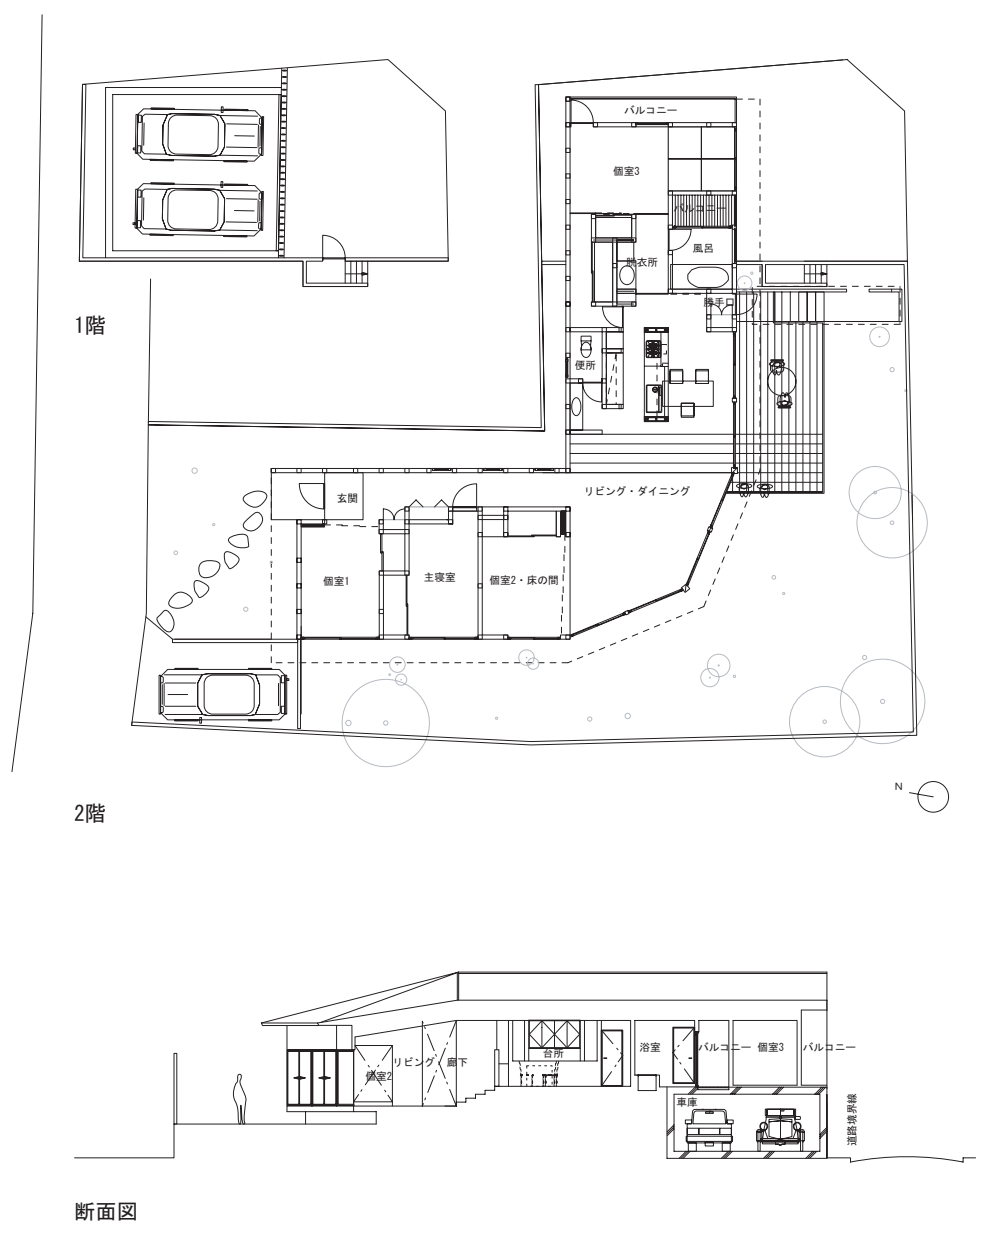 バルコニー
個室3
バルコニー
風呂
脱衣所
勝手口
1階
便所
リビング・ダイニング
玄関
個室1
主寝室
個室2・床の間
N
2階
台所
浴室
バルコニー
個室3
バルコニー
リビング
廊下
個室2
車庫
道路境界線
断面図